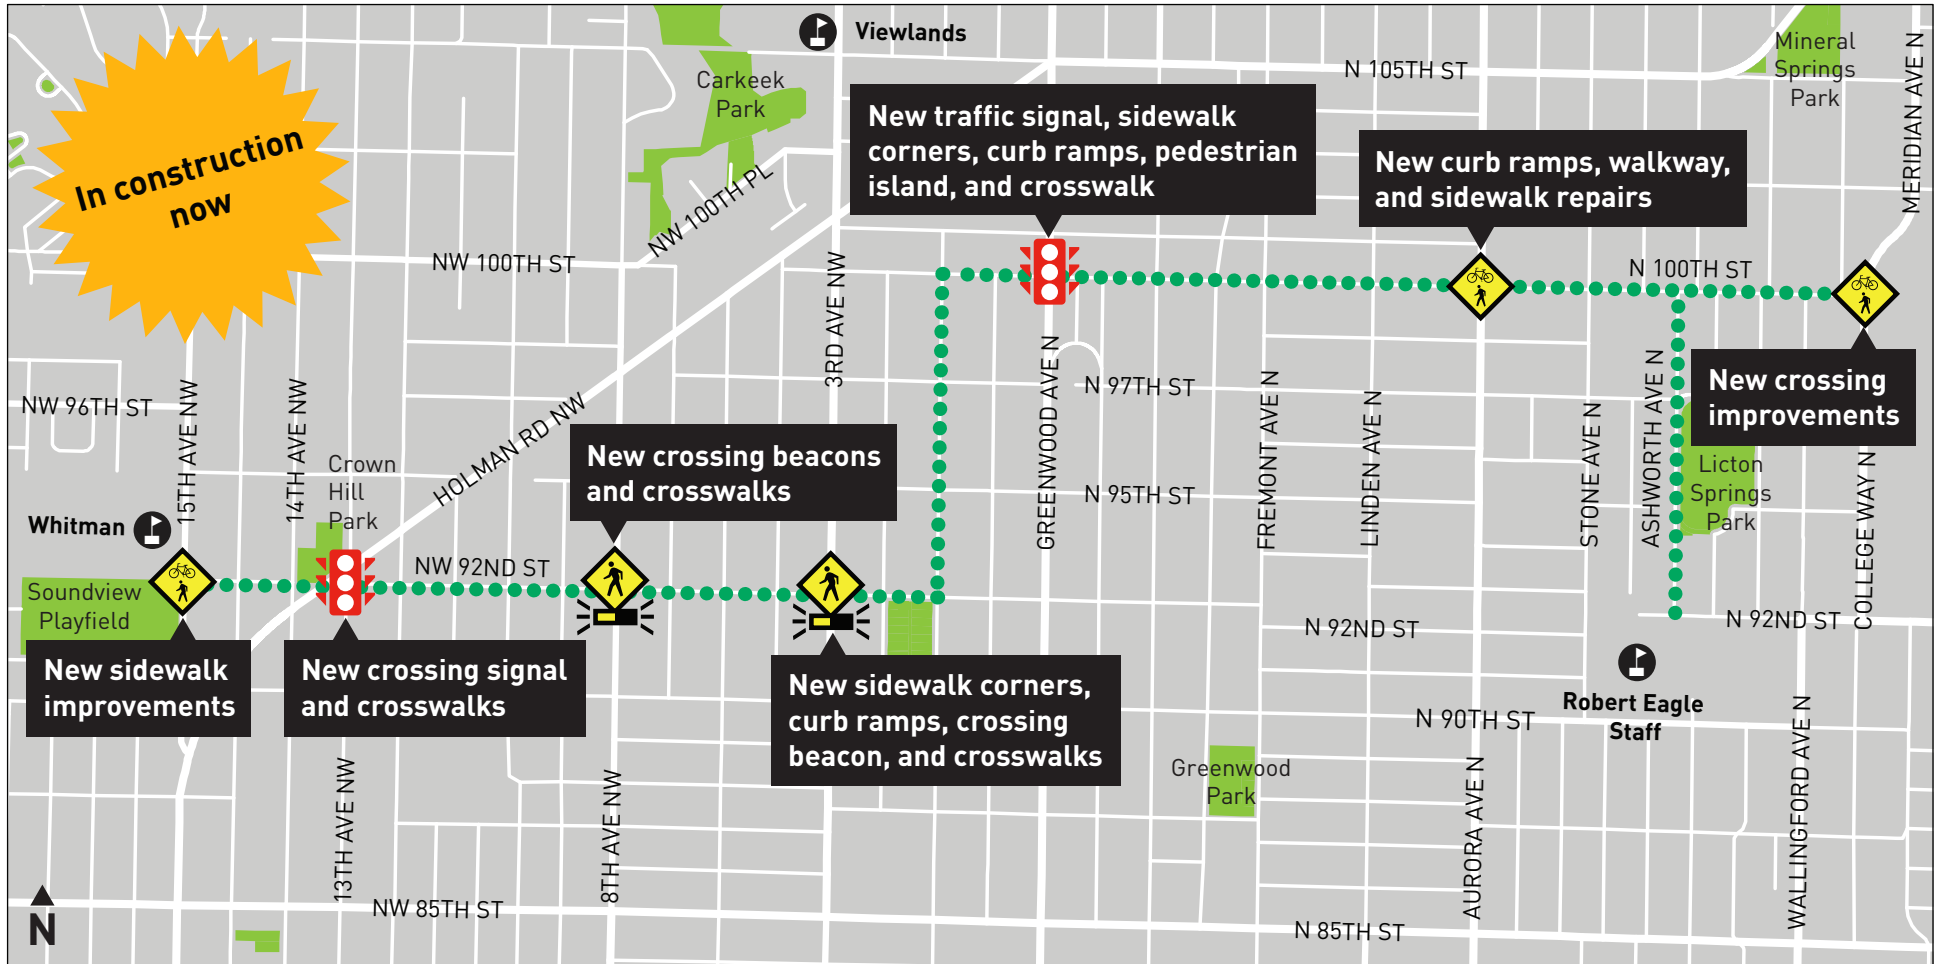 In construction
now
Viewlands
Carkeek
Park
N 105TH ST
Mineral
Springs
Park
MERIDIAN AVE N
New traffic signal, sidewalk
corners, curb ramps, pedestrian
island, and crosswalk
New curb ramps, walkway,
and sidewalk repairs
NW 100TH PL
NW 100TH ST
N 100TH ST
3RD AVE NW
NW 96TH ST
15TH AVE NW
14TH AVE NW
HOLMAN RD NW
GREENWOOD AVE N
N 97TH ST
FREMONT AVE N
LINDEN AVE N
STONE AVE N
ASHWORTH AVE N
New crossing
improvements
Crown
Hill
Park
New crossing beacons
and crosswalks
N 95TH ST
Licton
Springs
Park
COLLEGE WAY N
Whitman
NW 92ND ST
Soundview
Playfield
N 92ND ST
N 92ND ST
New sidewalk
improvements
New crossing signal
and crosswalks
New sidewalk corners,
curb ramps, crossing
beacon, and crosswalks
Robert Eagle
Staff
N 90TH ST
Greenwood
Park
13TH AVE NW
8TH AVE NW
AURORA AVE N
WALLINGFORD AVE N
NW 85TH ST
N 85TH ST
N